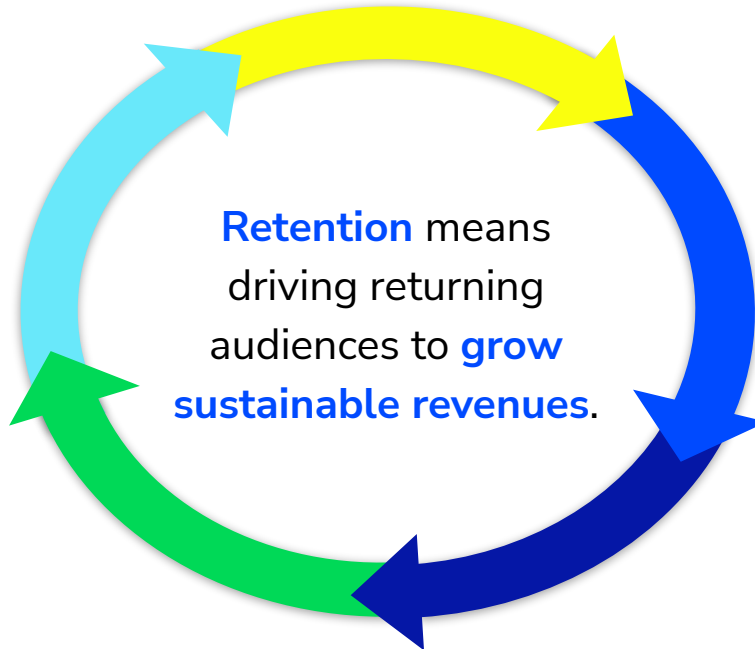 Retention means
driving returning
audiences to grow
sustainable revenues.